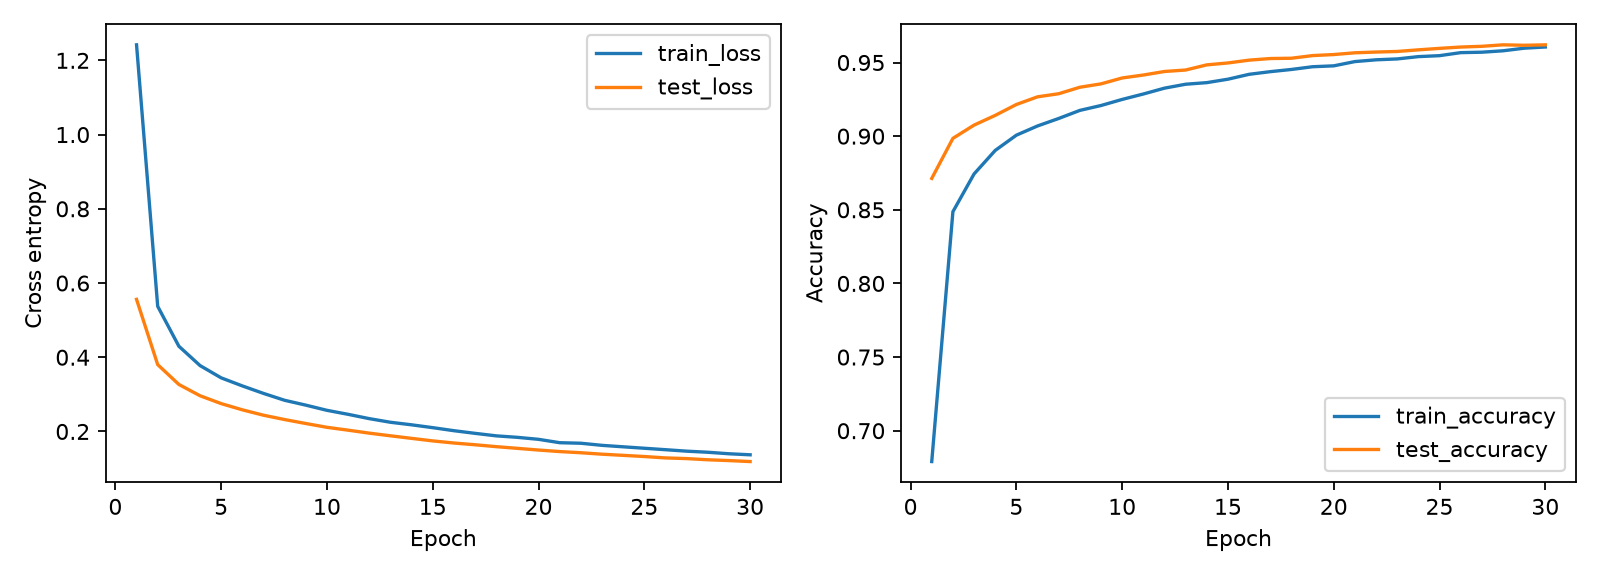 Cross entropy
1.2
1.0
0.8
0.6
0.4
0.2
0 5 10 15 20 25 30
Epoch
train_loss
test_loss
Accuracy
0.95
0.90
0.85
0.80
0.75
0.70
0 5 10 15 20 25 30
Epoch
train_accuracy
test_accuracy